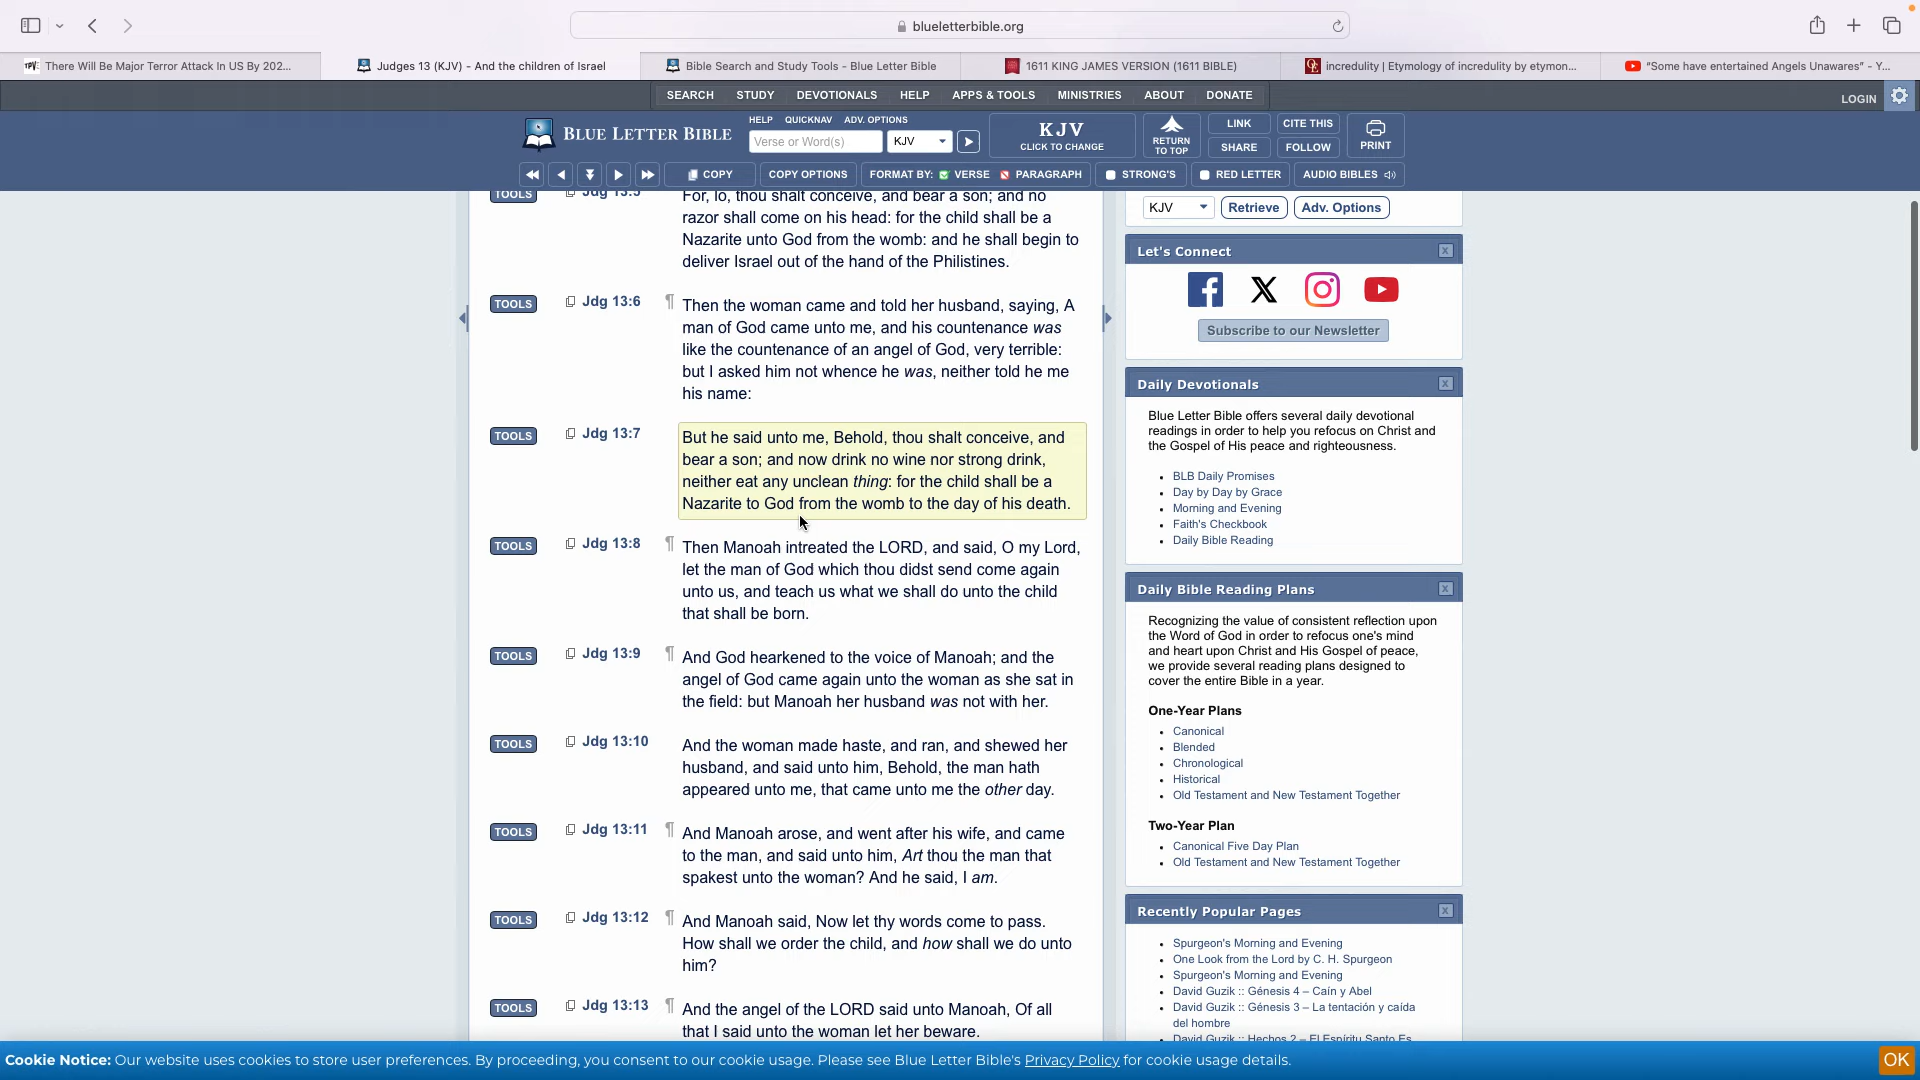 blueletterbible.org
There Will Be Major Terror Attack In US By 202...
Judges 13 (KJV) - And the children of Israel
Bible Search and Study Tools - Blue Letter Bible
1611 KING JAMES VERSION (1611 BIBLE)
incredulity | Etymology of incredulity by etymon...
"Some have entertained Angels Unawares" - Y...
SEARCH STUDY DEVOTIONALS HELP APPS & TOOLS MINISTRIES ABOUT DONATE
LOGIN
BLUE LETTER BIBLE
HELP QUICKNAV ADV. OPTIONS
Verse or Word(s)
KJV
KJV
CLICK TO CHANGE
RETURN
TO TOP
LINK
CITE THIS
SHARE
FOLLOW
PRINT
COPY
COPY OPTIONS
FORMAT BY: VERSE PARAGRAPH
STRONG'S
RED LETTER
AUDIO BIBLES
TOOLS
Jdg 13:5
For, lo, thou shalt conceive, and bear a son; and no
razor shall come on his head: for the child shall be a
Nazarite unto God from the womb: and he shall begin to
deliver Israel out of the hand of the Philistines.
TOOLS
Jdg 13:6
¶ Then the woman came and told her husband, saying, A
man of God came unto me, and his countenance was
like the countenance of an angel of God, very terrible:
but I asked him not whence he was, neither told he me
his name:
TOOLS
Jdg 13:7
But he said unto me, Behold, thou shalt conceive, and
bear a son; and now drink no wine nor strong drink,
neither eat any unclean thing: for the child shall be a
Nazarite to God from the womb to the day of his death.
TOOLS
Jdg 13:8
¶ Then Manoah intreated the LORD, and said, O my Lord,
let the man of God which thou didst send come again
unto us, and teach us what we shall do unto the child
that shall be born.
TOOLS
Jdg 13:9
¶ And God hearkened to the voice of Manoah; and the
angel of God came again unto the woman as she sat in
the field: but Manoah her husband was not with her.
TOOLS
Jdg 13:10
And the woman made haste, and ran, and shewed her
husband, and said unto him, Behold, the man hath
appeared unto me, that came unto me the other day.
TOOLS
Jdg 13:11
¶ And Manoah arose, and went after his wife, and came
to the man, and said unto him, Art thou the man that
spakest unto the woman? And he said, I am.
TOOLS
Jdg 13:12
¶ And Manoah said, Now let thy words come to pass.
How shall we order the child, and how shall we do unto
him?
TOOLS
Jdg 13:13
¶ And the angel of the LORD said unto Manoah, Of all
that I said unto the woman let her beware.
KJV
Retrieve
Adv. Options
Let's Connect
Subscribe to our Newsletter
Daily Devotionals
Blue Letter Bible offers several daily devotional
readings in order to help you refocus on Christ and
the Gospel of His peace and righteousness.
BLB Daily Promises
Day by Day by Grace
Morning and Evening
Faith's Checkbook
Daily Bible Reading
Daily Bible Reading Plans
Recognizing the value of consistent reflection upon
the Word of God in order to refocus one's mind
and heart upon Christ and His Gospel of peace,
we provide several reading plans designed to
cover the entire Bible in a year.
One-Year Plans
Canonical
Blended
Chronological
Historical
Old Testament and New Testament Together
Two-Year Plan
Canonical Five Day Plan
Old Testament and New Testament Together
Recently Popular Pages
Spurgeon's Morning and Evening
One Look from the Lord by C. H. Spurgeon
Spurgeon's Morning and Evening
David Guzik :: Génesis 4 – Caín y Abel
David Guzik :: Génesis 3 – La tentación y caída
del hombre
David Guzik :: Hechos 2 – El Espíritu Santo Es
Cookie Notice: Our website uses cookies to store user preferences. By proceeding, you consent to our cookie usage. Please see Blue Letter Bible's Privacy Policy for cookie usage details.
OK